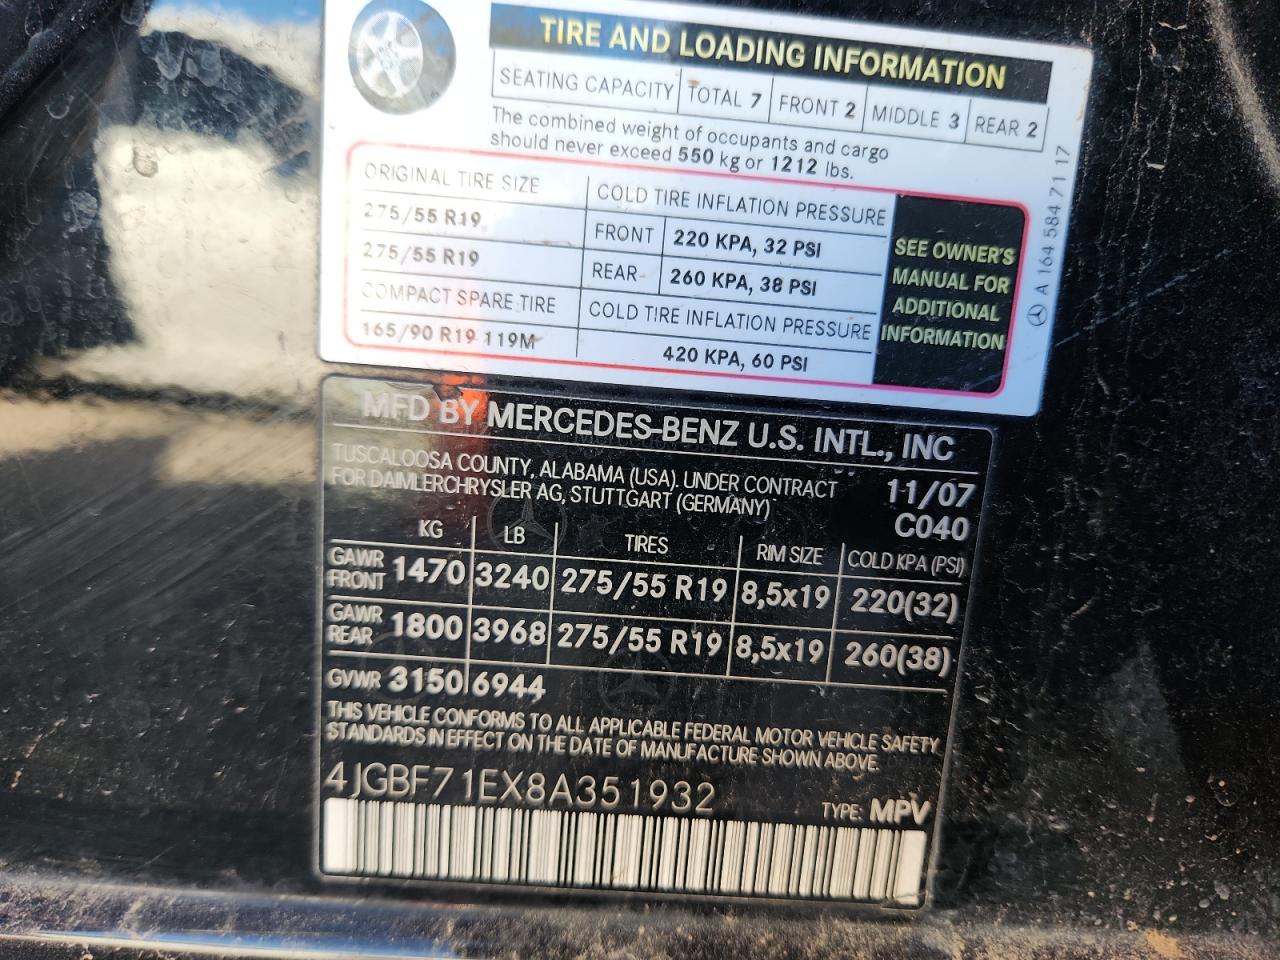 TIRE AND LOADING INFORMATION
SEATING CAPACITY TOTAL 7 FRONT 2 MIDDLE 3 REAR 2
The combined weight of occupants and cargo
should never exceed 550 kg or 1212 lbs.
ORIGINAL TIRE SIZE COLD TIRE INFLATION PRESSURE
275/55 R19 FRONT 220 KPA, 32 PSI
275/55 R19 REAR 260 KPA, 38 PSI
COMPACT SPARE TIRE COLD TIRE INFLATION PRESSURE
165/90 R19 119M 420 KPA, 60 PSI
SEE OWNER'S
MANUAL FOR
ADDITIONAL
INFORMATION
A 164 584 71 17
MFD BY MERCEDES-BENZ U.S. INTL., INC
TUSCALOOSA COUNTY, ALABAMA (USA). UNDER CONTRACT 11/07
FOR DAIMLERCHRYSLER AG, STUTTGART (GERMANY) C040
KG LB TIRES RIM SIZE COLD KPA (PSI)
GAWR
FRONT 1470 3240 275/55 R19 8,5x19 220(32)
GAWR
REAR 1800 3968 275/55 R19 8,5x19 260(38)
GVWR 3150 6944
THIS VEHICLE CONFORMS TO ALL APPLICABLE FEDERAL MOTOR VEHICLE SAFETY
STANDARDS IN EFFECT ON THE DATE OF MANUFACTURE SHOWN ABOVE.
4JGBF71EX8A351932
TYPE: MPV